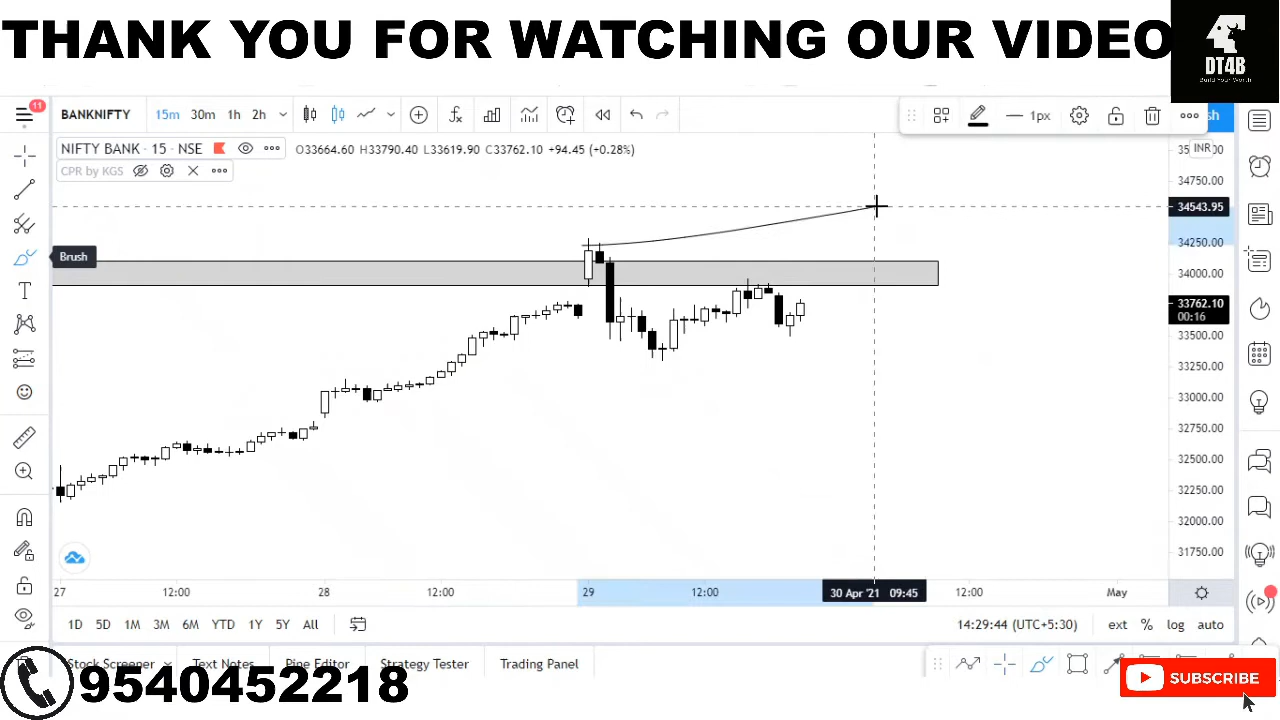 THANK YOU FOR WATCHING OUR VIDEO
DT4B
Build Your Worth
11
BANKNIFTY 15m 30m 1h 2h 1px
NIFTY BANK · 15 · NSE O33664.60 H33790.40 L33619.90 C33762.10 +94.45 (+0.28%)
INR
CPR by KGS
34750.00
34543.95
34250.00
Brush
34000.00
33762.10
00:16
33500.00
33250.00
33000.00
32750.00
32500.00
32250.00
32000.00
31750.00
27 12:00 28 12:00 29 12:00 30 Apr '21 09:45 12:00 May
1D 5D 1M 3M 6M YTD 1Y 5Y All 14:29:44 (UTC+5:30) ext % log auto
Stock Screener Text Notes Pine Editor Strategy Tester Trading Panel
9540452218
SUBSCRIBE